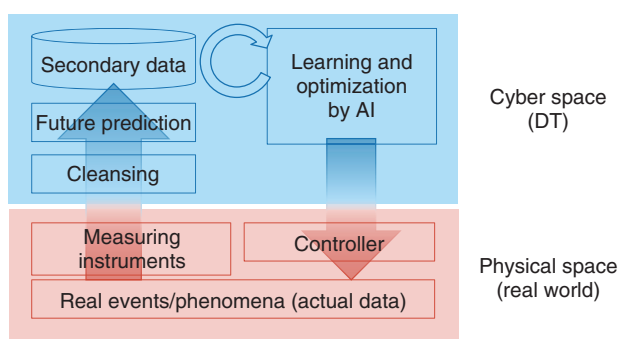 Secondary data
Future prediction
Cleansing
Learning and
optimization
by AI
Cyber space
(DT)
Measuring
instruments
Controller
Real events/phenomena (actual data)
Physical space
(real world)